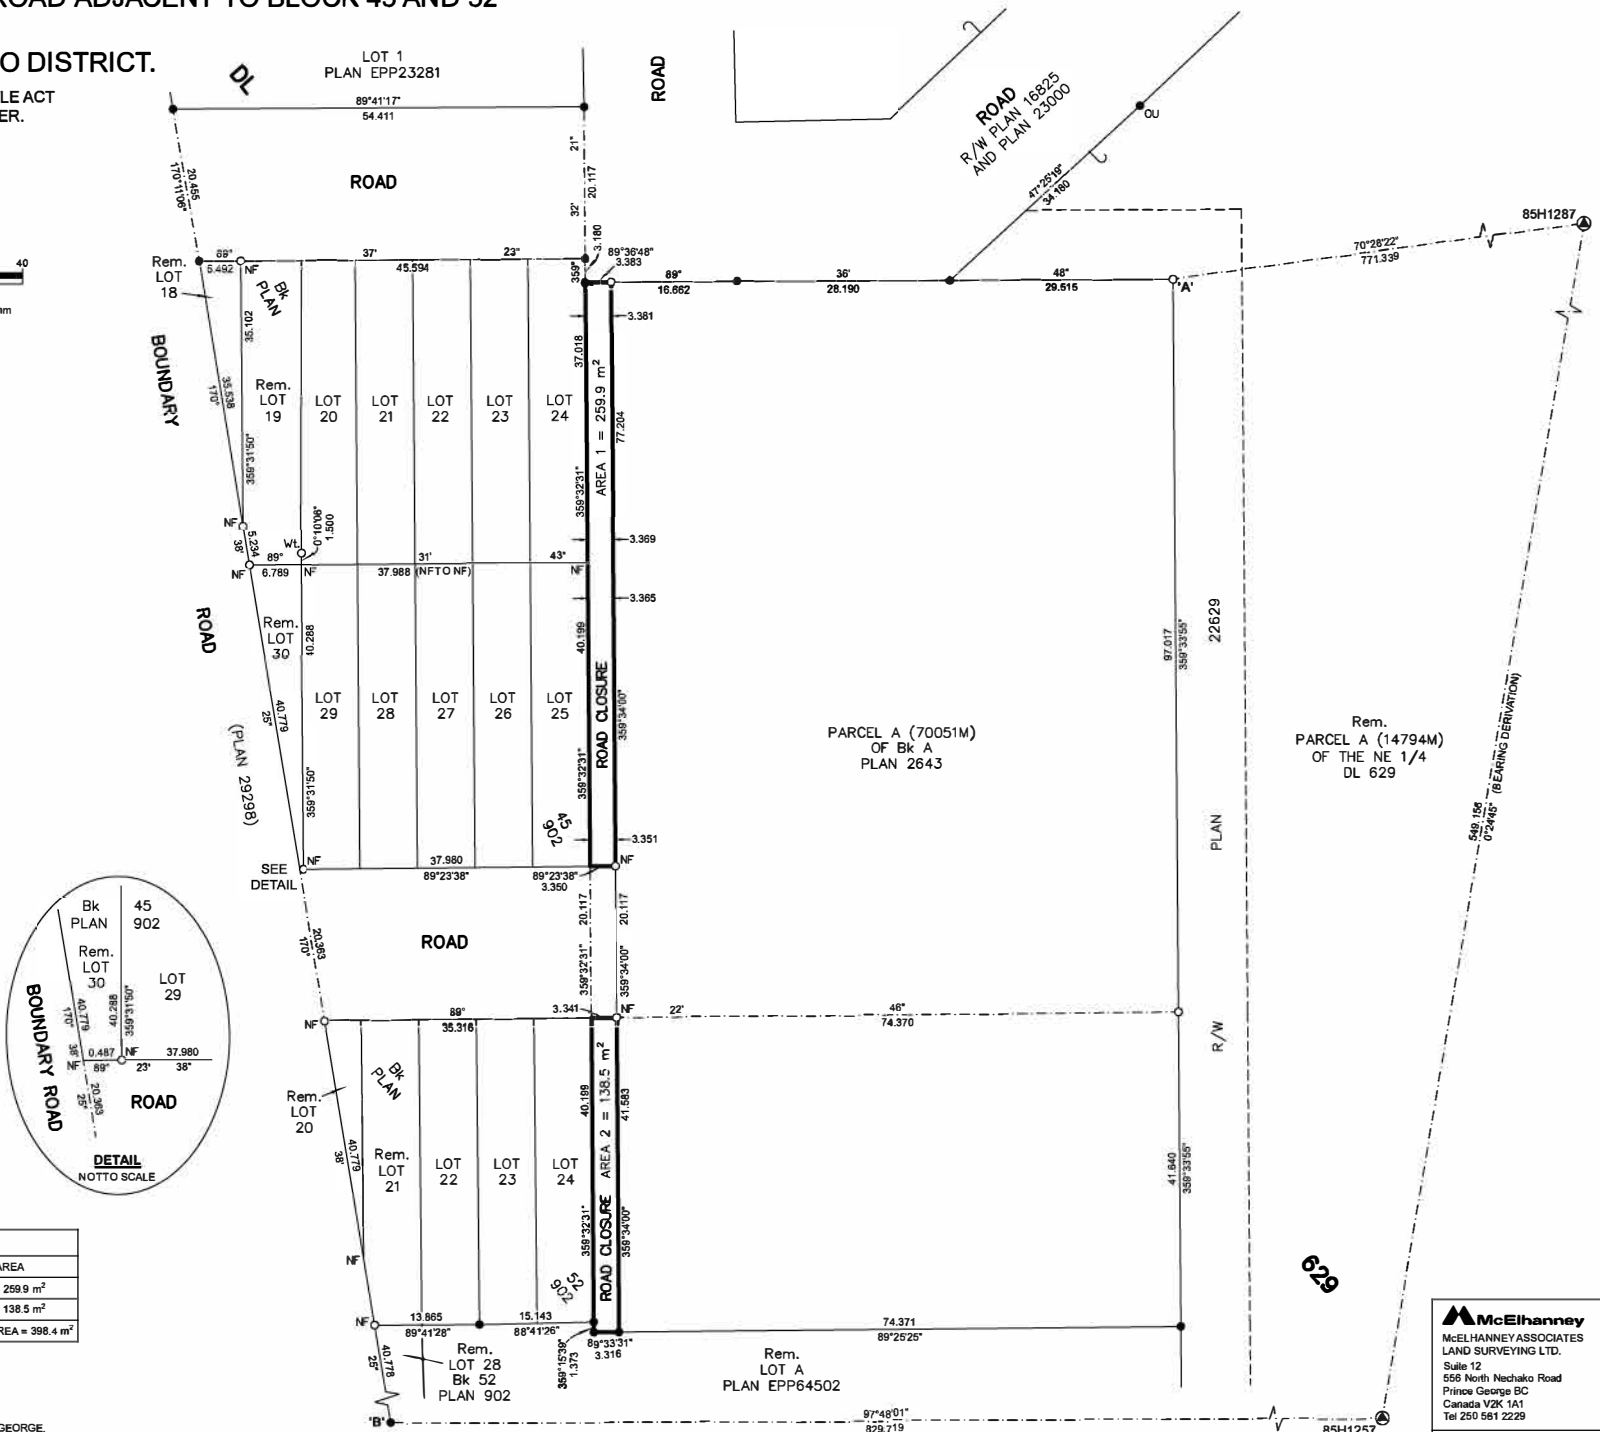 ROAD ADJACENT TO BLOCK 45 AND 52
O DISTRICT.
LE ACT
ER.
40
LOT 1
PLAN EPP23281
DL
89°41'17"
54.411
ROAD
ROAD
ROAD
R/W PLAN 16825
AND PLAN 23000
OU
47°25'19"
34.180
20.455
170°11'06"
21"
20.117
32'
359°
3.180
89°36'48"
3.383
85H1287
70°28'22"
771.339
Rem.
LOT
18
89°
5.492
NF
37'
45.594
23"
89°
16.662
36'
28.190
48"
29.515
'A'
Bk
PLAN
35.102
35.538
170°
359°31'50"
BOUNDARY
ROAD
(PLAN 29298)
Rem.
LOT
19
LOT
20
LOT
21
LOT
22
LOT
23
LOT
24
37.018
359°32'31"
AREA 1 = 259.9 m²
3.381
77.204
3.369
3.365
NF
5.234
38'
Wt.
0°10'06"
1.500
NF
89°
6.789
NF
31'
37.988 (NF TO NF)
43"
NF
Rem.
LOT
30
40.288
40.779
25"
359°31'50"
LOT
29
LOT
28
LOT
27
LOT
26
LOT
25
40.199
359°32'31"
ROAD CLOSURE
359°34'00"
45
902
3.351
NF
SEE
DETAIL
NF
37.980
89°23'38"
89°23'38"
3.350
PARCEL A (70051M)
OF Bk A
PLAN 2643
97.017
359°33'55"
22629
PLAN
R/W
Rem.
PARCEL A (14794M)
OF THE NE 1/4
DL 629
549.156
0°24'45" (BEARING DERIVATION)
20.363
170°
ROAD
20.117
359°32'31"
20.117
359°34'00"
NF
89°
35.316
3.341
NF
22'
46"
74.370
Bk
PLAN
Rem.
LOT
20
40.779
38'
Rem.
LOT
21
LOT
22
LOT
23
LOT
24
40.199
359°32'31"
ROAD CLOSURE AREA 2 = 138.5 m²
41.583
359°34'00"
41.640
359°33'55"
52
902
NF
NF
13.865
89°41'28"
15.143
88°41'26"
359°15'39"
1.373
89°33'31"
3.316
74.371
89°25'25"
40.778
25"
Rem.
LOT 28
Bk 52
PLAN 902
Rem.
LOT A
PLAN EPP64502
'B'
97°48'01"
829.719
85H1257
629
Bk
PLAN
45
902
Rem.
LOT
30
LOT
29
40.779
170°
40.288
359°31'50"
38'
NF
0.487
89°
NF
23'
37.980
38"
20.363
25"
BOUNDARY ROAD
ROAD
DETAIL
NOT TO SCALE
AREA
259.9 m²
138.5 m²
REA = 398.4 m²
GEORGE.
McElhanney
McELHANNEY ASSOCIATES
LAND SURVEYING LTD.
Suite 12
556 North Nechako Road
Prince George BC
Canada V2K 1A1
Tel 250 561 2229